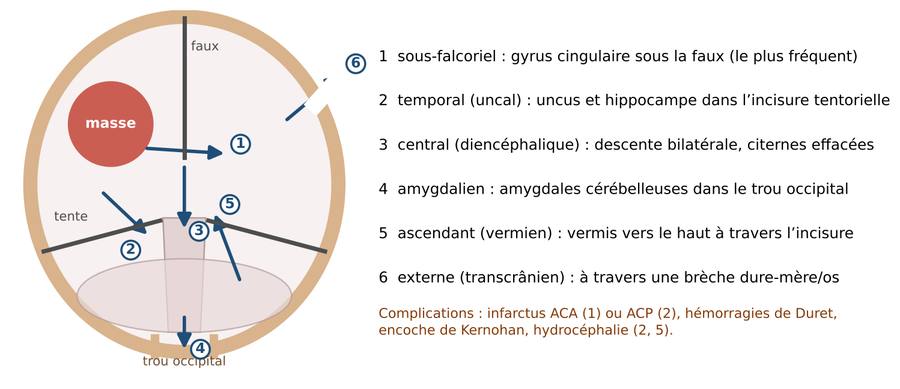 faux
6
masse
1
tente
5
2
3
4
trou occipital
1 sous-falcoriel : gyrus cingulaire sous la faux (le plus fréquent)
2 temporal (uncal) : uncus et hippocampe dans l’incisure tentorielle
3 central (diencéphalique) : descente bilatérale, citernes effacées
4 amygdalien : amygdales cérébelleuses dans le trou occipital
5 ascendant (vermien) : vermis vers le haut à travers l’incisure
6 externe (transcrânien) : à travers une brèche dure-mère/os
Complications : infarctus ACA (1) ou ACP (2), hémorragies de Duret,
encoche de Kernohan, hydrocéphalie (2, 5).